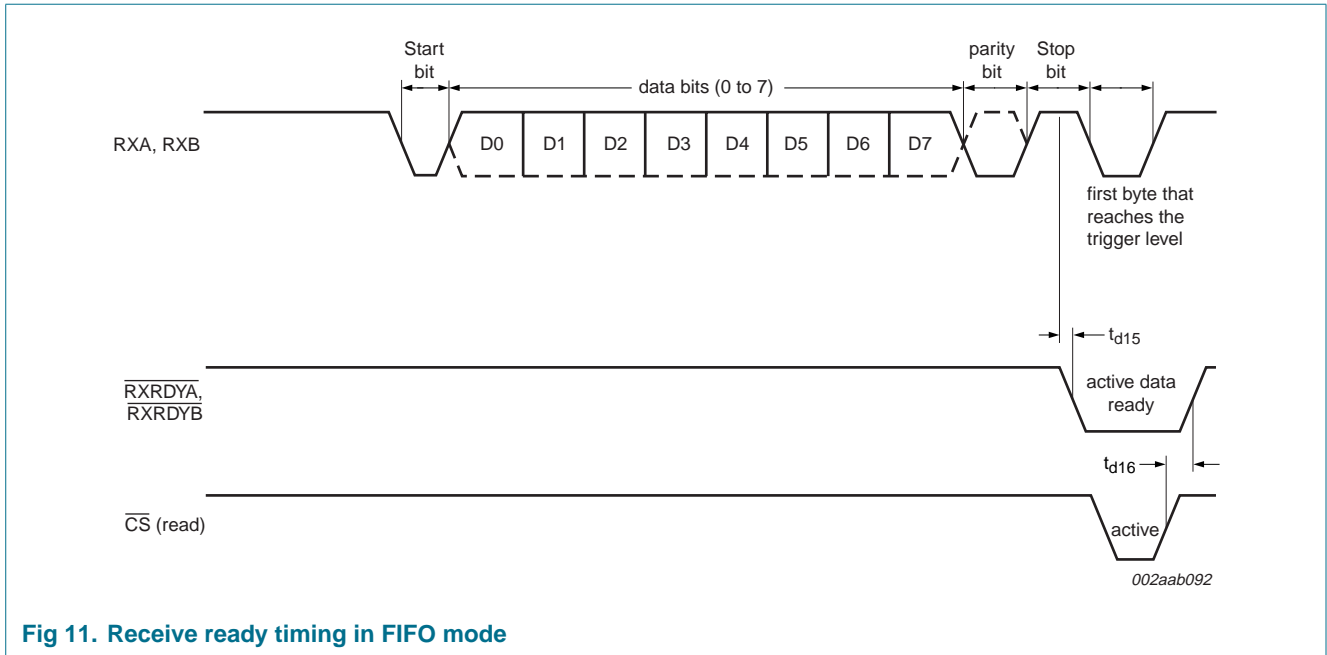 Start
bit
data bits (0 to 7)
parity
bit
Stop
bit
RXA, RXB
D0 D1 D2 D3 D4 D5 D6 D7
first byte that
reaches the
trigger level
td15
RXRDYA,
RXRDYB
active data
ready
td16
CS (read)
active
002aab092
Fig 11. Receive ready timing in FIFO mode